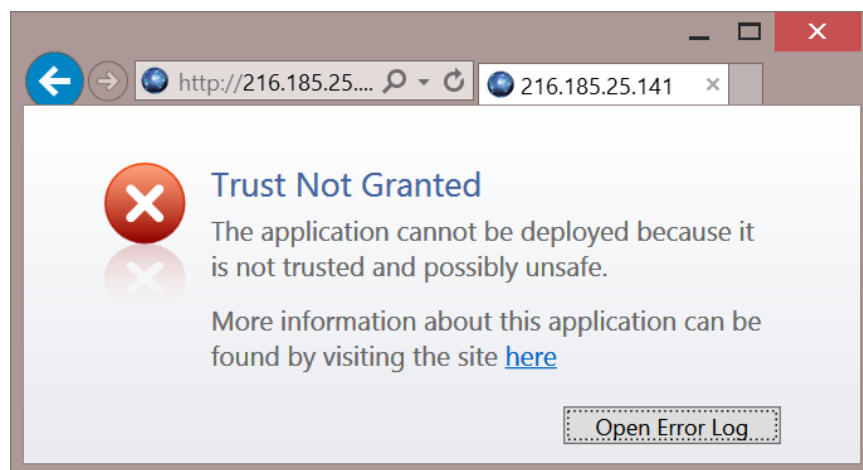 http://216.185.25....
216.185.25.141
Trust Not Granted
The application cannot be deployed because it
is not trusted and possibly unsafe.
More information about this application can be
found by visiting the site here
Open Error Log